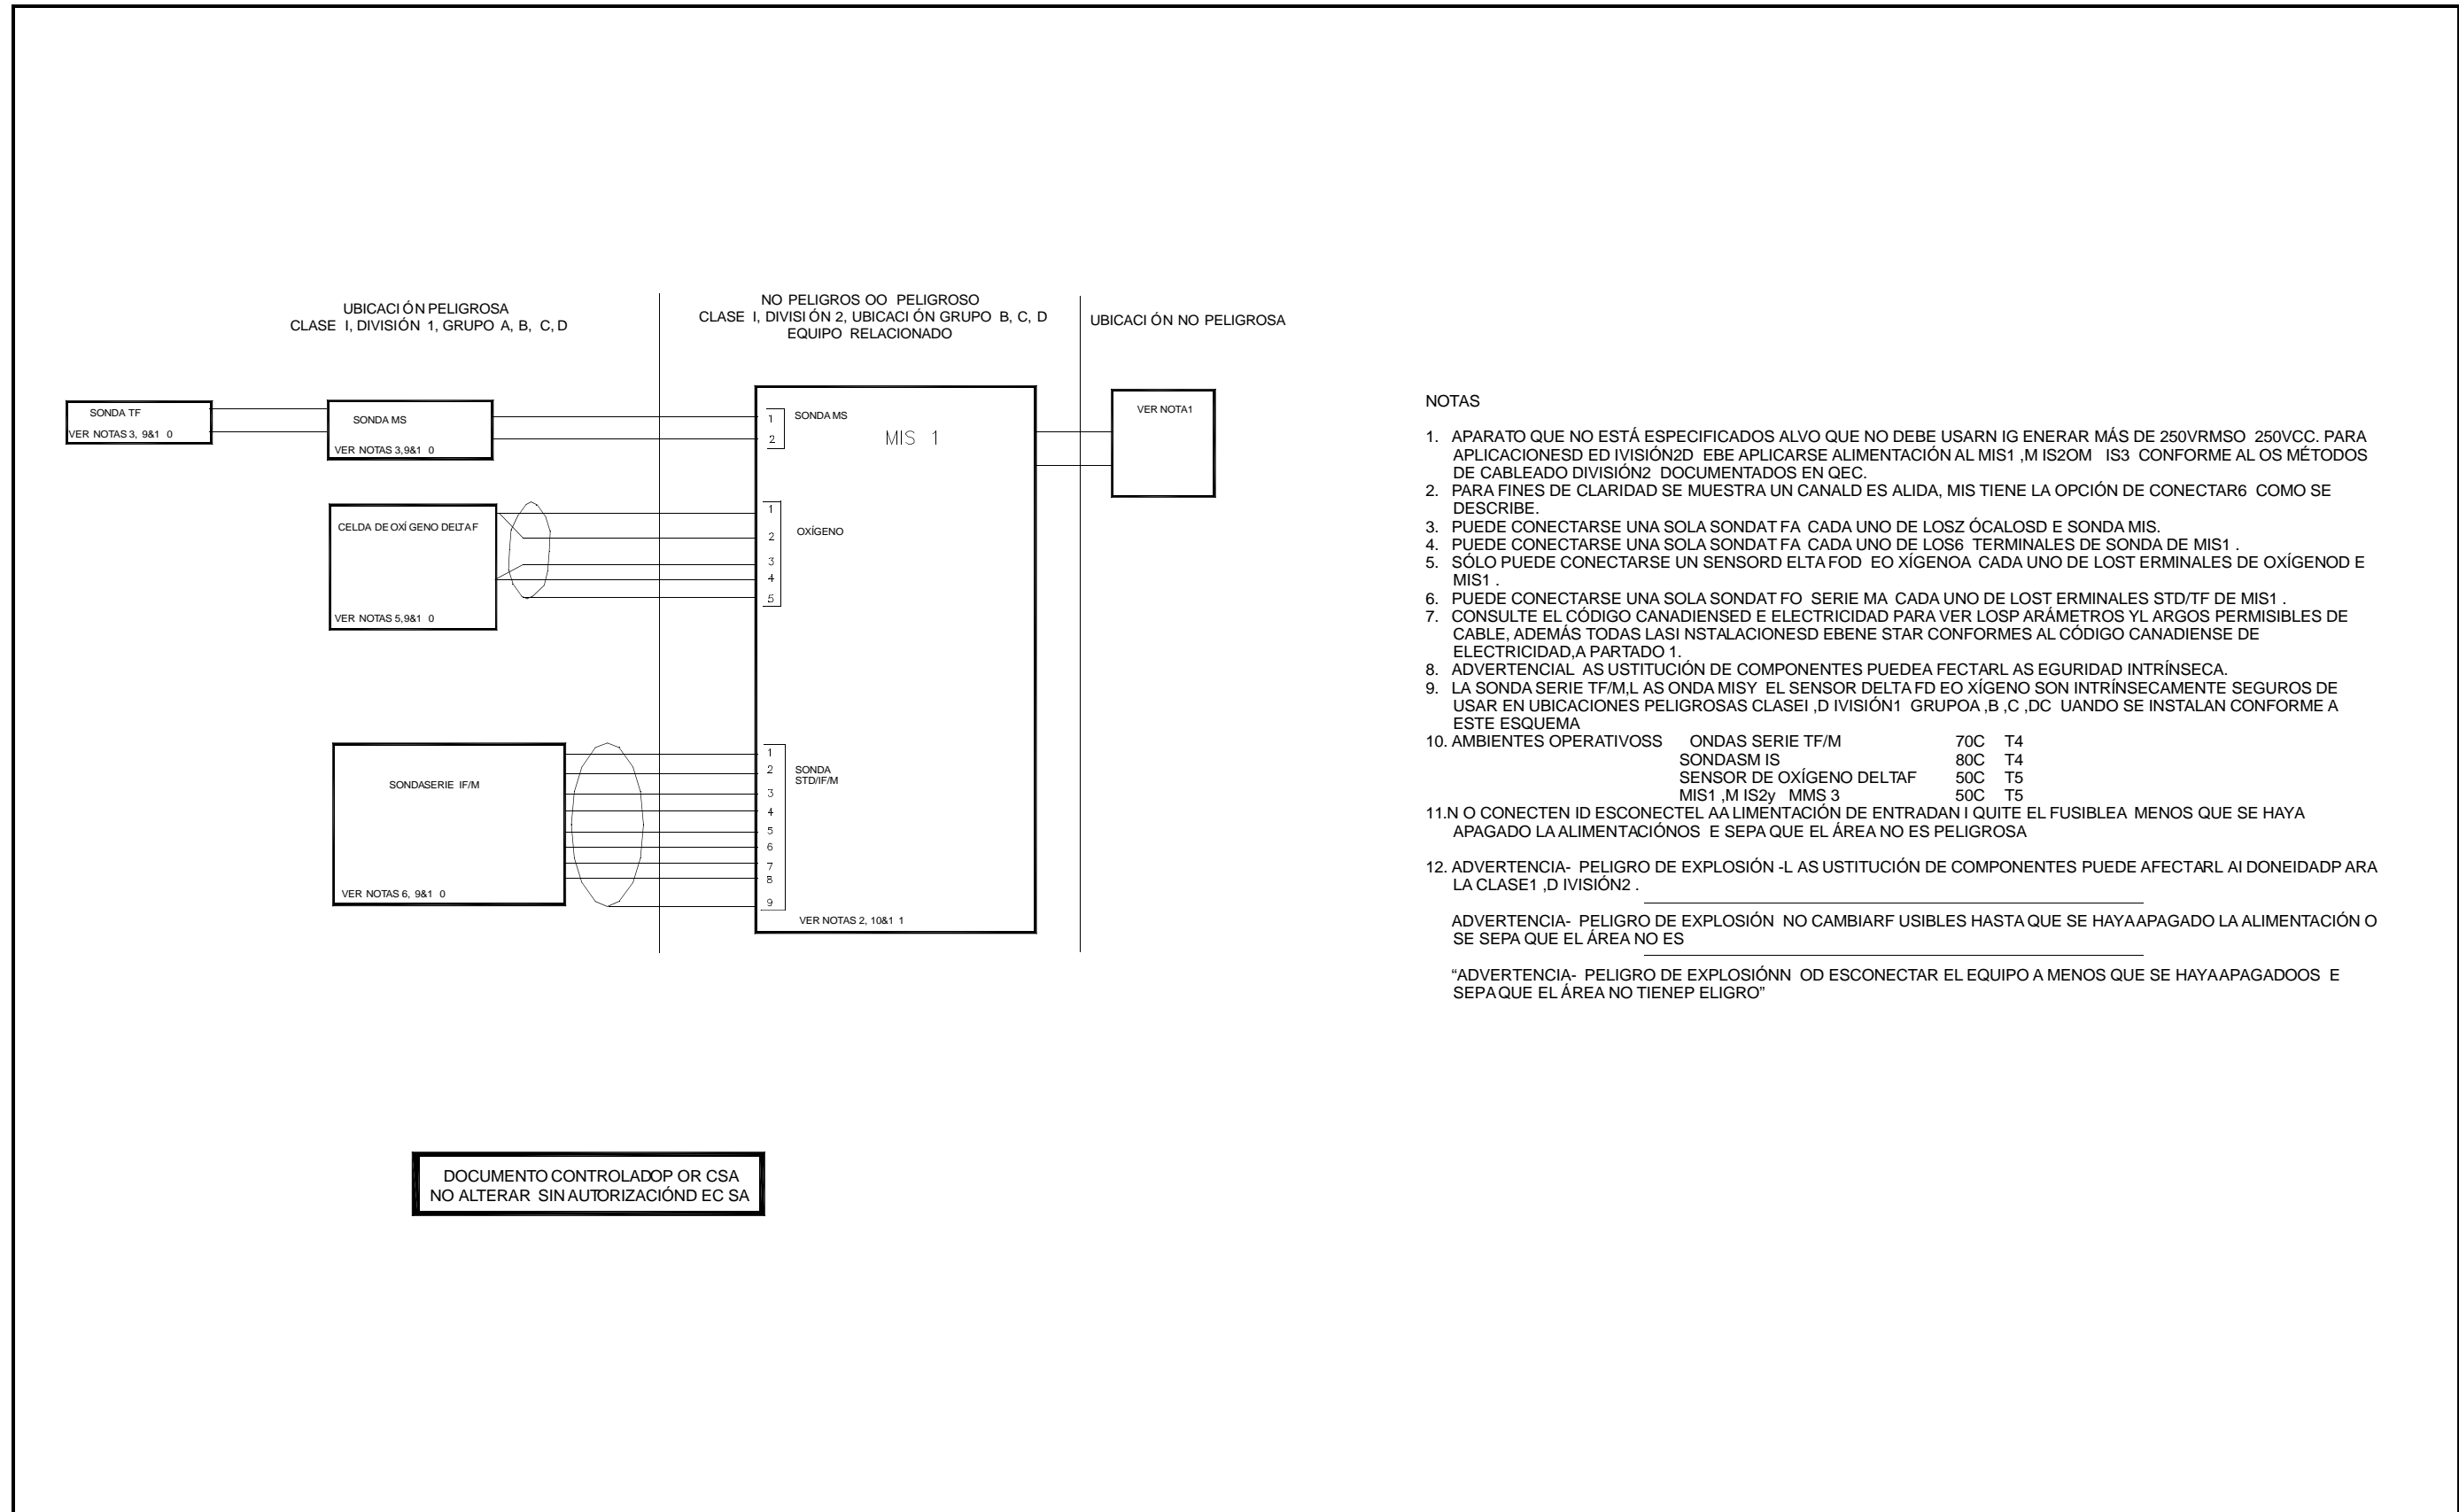 UBICACIÓN PELIGROSA
CLASE I, DIVISIÓN 1, GRUPO A, B, C, D
NO PELIGROS OO PELIGROSO
CLASE I, DIVISIÓN 2, UBICACIÓN GRUPO B, C, D
EQUIPO RELACIONADO
UBICACIÓN NO PELIGROSA
SONDA TF
VER NOTAS 3, 9&1 0
SONDA MS
VER NOTAS 3,9&1 0
1
2
SONDA MS
MIS 1
VER NOTA1
CELDA DE OXÍGENO DELTAF
VER NOTAS 5,9&1 0
1
2
3
4
5
OXÍGENO
SONDASERIE IF/M
VER NOTAS 6, 9&1 0
1
2
3
4
5
6
7
8
9
SONDA
STD/IF/M
VER NOTAS 2, 10&1 1
DOCUMENTO CONTROLADOP OR CSA
NO ALTERAR SIN AUTORIZACIÓND EC SA
NOTAS
1. APARATO QUE NO ESTÁ ESPECIFICADOS ALVO QUE NO DEBE USARN IG ENERAR MÁS DE 250VRMSO 250VCC. PARA
APLICACIONESD ED IVISIÓN2D EBE APLICARSE ALIMENTACIÓN AL MIS1 ,M IS2OM IS3 CONFORME AL OS MÉTODOS
DE CABLEADO DIVISIÓN2 DOCUMENTADOS EN QEC.
2. PARA FINES DE CLARIDAD SE MUESTRA UN CANALD ES ALIDA, MIS TIENE LA OPCIÓN DE CONECTAR6 COMO SE
DESCRIBE.
3. PUEDE CONECTARSE UNA SOLA SONDAT FA CADA UNO DE LOSZ ÓCALOSD E SONDA MIS.
4. PUEDE CONECTARSE UNA SOLA SONDAT FA CADA UNO DE LOS6 TERMINALES DE SONDA DE MIS1 .
5. SÓLO PUEDE CONECTARSE UN SENSORD ELTA FOD EO XÍGENOA CADA UNO DE LOST ERMINALES DE OXÍGENOD E
MIS1 .
6. PUEDE CONECTARSE UNA SOLA SONDAT FO SERIE MA CADA UNO DE LOST ERMINALES STD/TF DE MIS1 .
7. CONSULTE EL CÓDIGO CANADIENSED E ELECTRICIDAD PARA VER LOSP ARÁMETROS YL ARGOS PERMISIBLES DE
CABLE, ADEMÁS TODAS LASI NSTALACIONESD EBENE STAR CONFORMES AL CÓDIGO CANADIENSE DE
ELECTRICIDAD,A PARTADO 1.
8. ADVERTENCIAL AS USTITUCIÓN DE COMPONENTES PUEDEA FECTARL AS EGURIDAD INTRÍNSECA.
9. LA SONDA SERIE TF/M,L AS ONDA MISY EL SENSOR DELTA FD EO XÍGENO SON INTRÍNSECAMENTE SEGUROS DE
USAR EN UBICACIONES PELIGROSAS CLASEI ,D IVISIÓN1 GRUPOA ,B ,C ,DC UANDO SE INSTALAN CONFORME A
ESTE ESQUEMA
10. AMBIENTES OPERATIVOSS ONDAS SERIE TF/M 70C T4
SONDASM IS 80C T4
SENSOR DE OXÍGENO DELTAF 50C T5
MIS1 ,M IS2y MMS 3 50C T5
11.N O CONECTEN ID ESCONECTEL AA LIMENTACIÓN DE ENTRADAN I QUITE EL FUSIBLEA MENOS QUE SE HAYA
APAGADO LA ALIMENTACIÓNOS E SEPA QUE EL ÁREA NO ES PELIGROSA
12. ADVERTENCIA- PELIGRO DE EXPLOSIÓN -L AS USTITUCIÓN DE COMPONENTES PUEDE AFECTARL AI DONEIDADP ARA
LA CLASE1 ,D IVISIÓN2 .
ADVERTENCIA- PELIGRO DE EXPLOSIÓN NO CAMBIARF USIBLES HASTA QUE SE HAYA APAGADO LA ALIMENTACIÓN O
SE SEPA QUE EL ÁREA NO ES
“ADVERTENCIA- PELIGRO DE EXPLOSIÓNN OD ESCONECTAR EL EQUIPO A MENOS QUE SE HAYA APAGADOOS E
SEPA QUE EL ÁREA NO TIENEP ELIGRO”